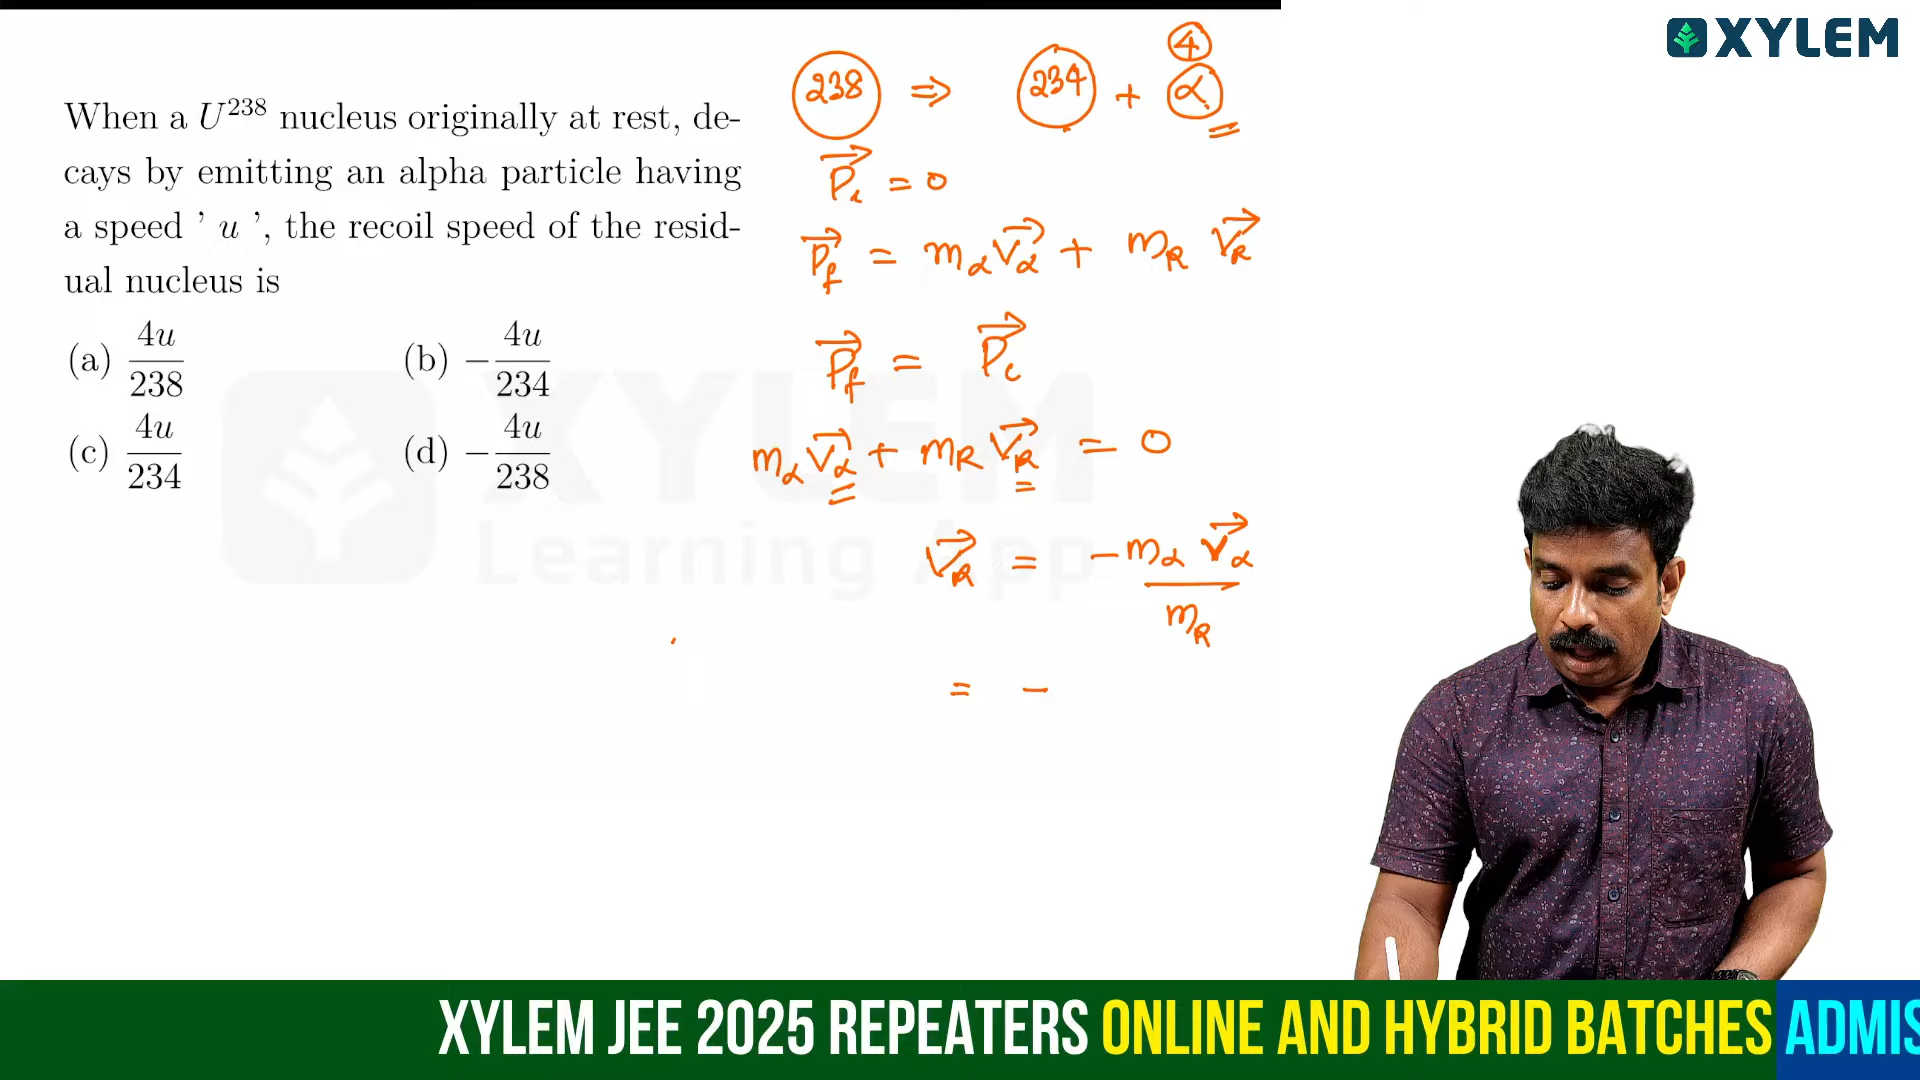 XYLEM
When a U²³⁸ nucleus originally at rest, de-
cays by emitting an alpha particle having
a speed ’ u ’, the recoil speed of the resid-
ual nucleus is
(a) 4u/238 (b) −4u/234
(c) 4u/234 (d) −4u/238
4
238 ⇒ 234 + α
P⃗i = 0
P⃗f = mα V⃗α + mR V⃗R
P⃗f = P⃗i
mα V⃗α + mR V⃗R = 0
V⃗R = −mα V⃗α / mR
= −
XYLEM
Learning App
XYLEM JEE 2025 REPEATERS ONLINE AND HYBRID BATCHES ADMIS